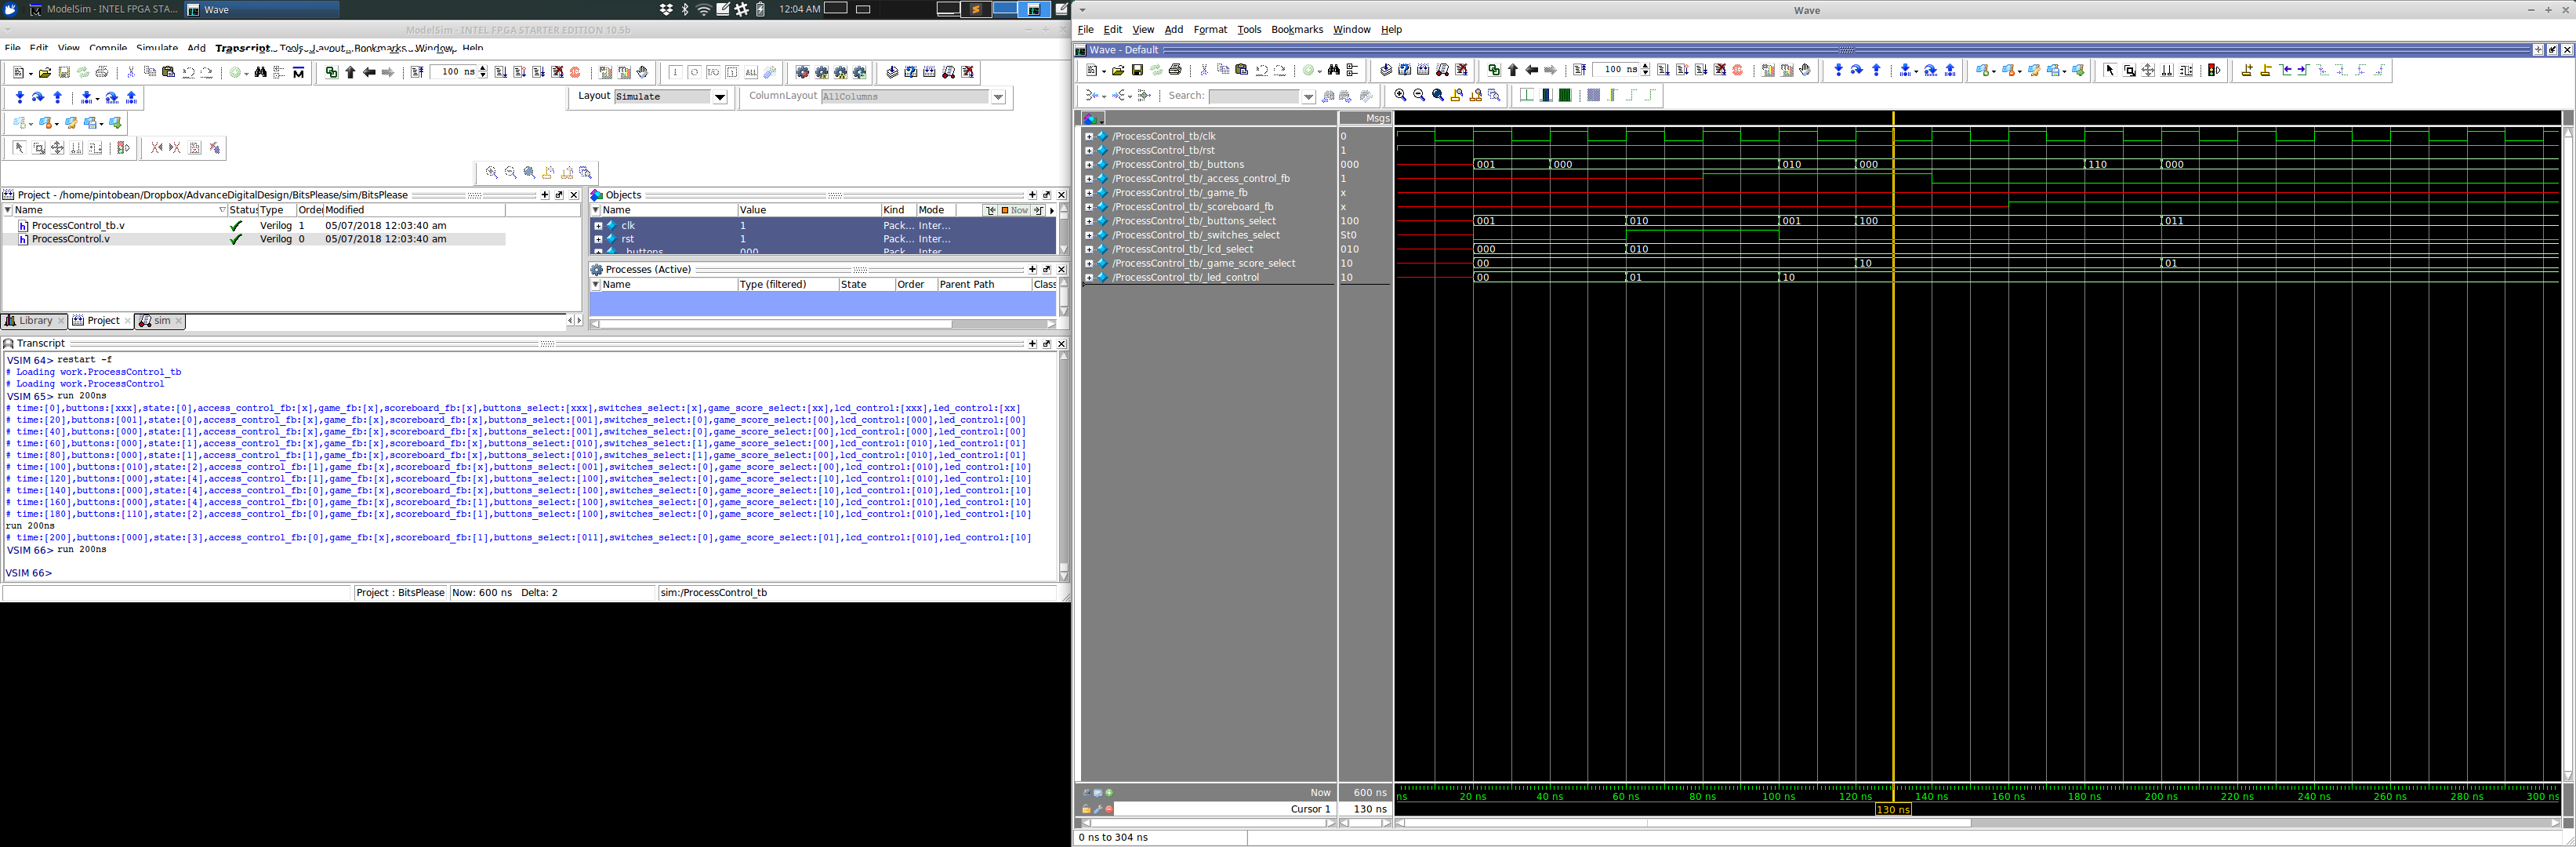 ModelSim - INTEL FPGA STA...
Wave
12:04 AM
ModelSim - INTEL FPGA STARTER EDITION 10.5b
File Edit View Compile Simulate Add Transcript Tools Layout Bookmarks Window Help
100 ns
Layout Simulate
ColumnLayout AllColumns
Project - /home/pintobean/Dropbox/AdvanceDigitalDesign/BitsPlease/sim/BitsPlease
Name Status Type Order Modified
ProcessControl_tb.v Verilog 1 05/07/2018 12:03:40 am
ProcessControl.v Verilog 0 05/07/2018 12:03:40 am
Library Project sim
Objects
Name Value Kind Mode Now
clk 1 Pack... Inter...
rst 1 Pack... Inter...
buttons 000 Pack... Inter...
Processes (Active)
Name Type (filtered) State Order Parent Path Class
Transcript
VSIM 64> restart -f
# Loading work.ProcessControl_tb
# Loading work.ProcessControl
VSIM 65> run 200ns
# time:[0],buttons:[xxx],state:[0],access_control_fb:[x],game_fb:[x],scoreboard_fb:[x],buttons_select:[xxx],switches_select:[x],game_score_select:[xx],lcd_control:[xxx],led_control:[xx]
# time:[20],buttons:[001],state:[0],access_control_fb:[x],game_fb:[x],scoreboard_fb:[x],buttons_select:[001],switches_select:[0],game_score_select:[00],lcd_control:[000],led_control:[00]
# time:[40],buttons:[000],state:[1],access_control_fb:[x],game_fb:[x],scoreboard_fb:[x],buttons_select:[001],switches_select:[0],game_score_select:[00],lcd_control:[000],led_control:[00]
# time:[60],buttons:[000],state:[1],access_control_fb:[x],game_fb:[x],scoreboard_fb:[x],buttons_select:[010],switches_select:[1],game_score_select:[00],lcd_control:[010],led_control:[01]
# time:[80],buttons:[000],state:[1],access_control_fb:[1],game_fb:[x],scoreboard_fb:[x],buttons_select:[010],switches_select:[1],game_score_select:[00],lcd_control:[010],led_control:[01]
# time:[100],buttons:[010],state:[2],access_control_fb:[1],game_fb:[x],scoreboard_fb:[x],buttons_select:[001],switches_select:[0],game_score_select:[00],lcd_control:[010],led_control:[10]
# time:[120],buttons:[000],state:[4],access_control_fb:[1],game_fb:[x],scoreboard_fb:[x],buttons_select:[100],switches_select:[0],game_score_select:[10],lcd_control:[010],led_control:[10]
# time:[140],buttons:[000],state:[4],access_control_fb:[0],game_fb:[x],scoreboard_fb:[x],buttons_select:[100],switches_select:[0],game_score_select:[10],lcd_control:[010],led_control:[10]
# time:[160],buttons:[000],state:[4],access_control_fb:[0],game_fb:[x],scoreboard_fb:[1],buttons_select:[100],switches_select:[0],game_score_select:[10],lcd_control:[010],led_control:[10]
# time:[180],buttons:[110],state:[2],access_control_fb:[0],game_fb:[x],scoreboard_fb:[1],buttons_select:[100],switches_select:[0],game_score_select:[10],lcd_control:[010],led_control:[10]
run 200ns
# time:[200],buttons:[000],state:[3],access_control_fb:[0],game_fb:[x],scoreboard_fb:[1],buttons_select:[011],switches_select:[0],game_score_select:[01],lcd_control:[010],led_control:[10]
VSIM 66> run 200ns
VSIM 66>
Project : BitsPlease Now: 600 ns Delta: 2 sim:/ProcessControl_tb
Wave
File Edit View Add Format Tools Bookmarks Window Help
Wave - Default
100 ns
Search:
Msgs
/ProcessControl_tb/clk 0
/ProcessControl_tb/rst 1
/ProcessControl_tb/_buttons 000 001 000 010 000 110 000
/ProcessControl_tb/_access_control_fb 1
/ProcessControl_tb/_game_fb x
/ProcessControl_tb/_scoreboard_fb x
/ProcessControl_tb/_buttons_select 100 001 010 001 100 011
/ProcessControl_tb/_switches_select St0
/ProcessControl_tb/_lcd_select 010 000 010
/ProcessControl_tb/_game_score_select 10 00 10 01
/ProcessControl_tb/_led_control 10 00 01 10
Now 600 ns ns 20 ns 40 ns 60 ns 80 ns 100 ns 120 ns 140 ns 160 ns 180 ns 200 ns 220 ns 240 ns 260 ns 280 ns 300 ns
Cursor 1 130 ns 130 ns
0 ns to 304 ns